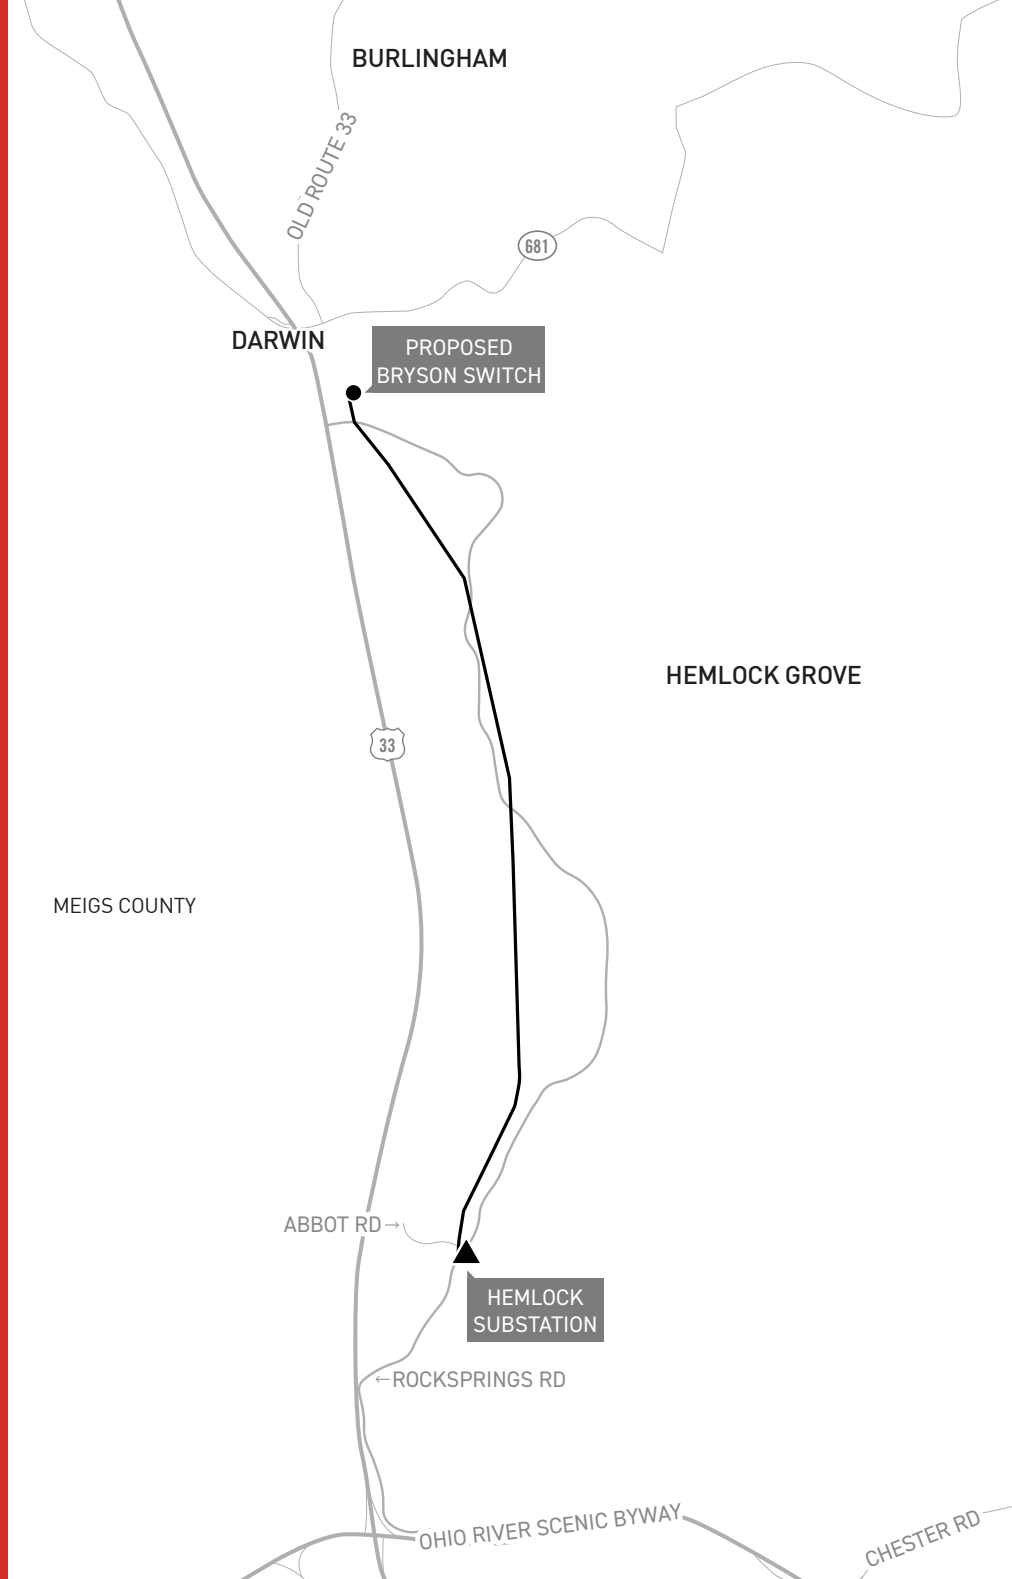 BURLINGHAM
OLD ROUTE 33
681
DARWIN
PROPOSED
BRYSON SWITCH
HEMLOCK GROVE
33
MEIGS COUNTY
ABBOT RD→
HEMLOCK
SUBSTATION
←ROCKSPRINGS RD
OHIO RIVER SCENIC BYWAY
CHESTER RD